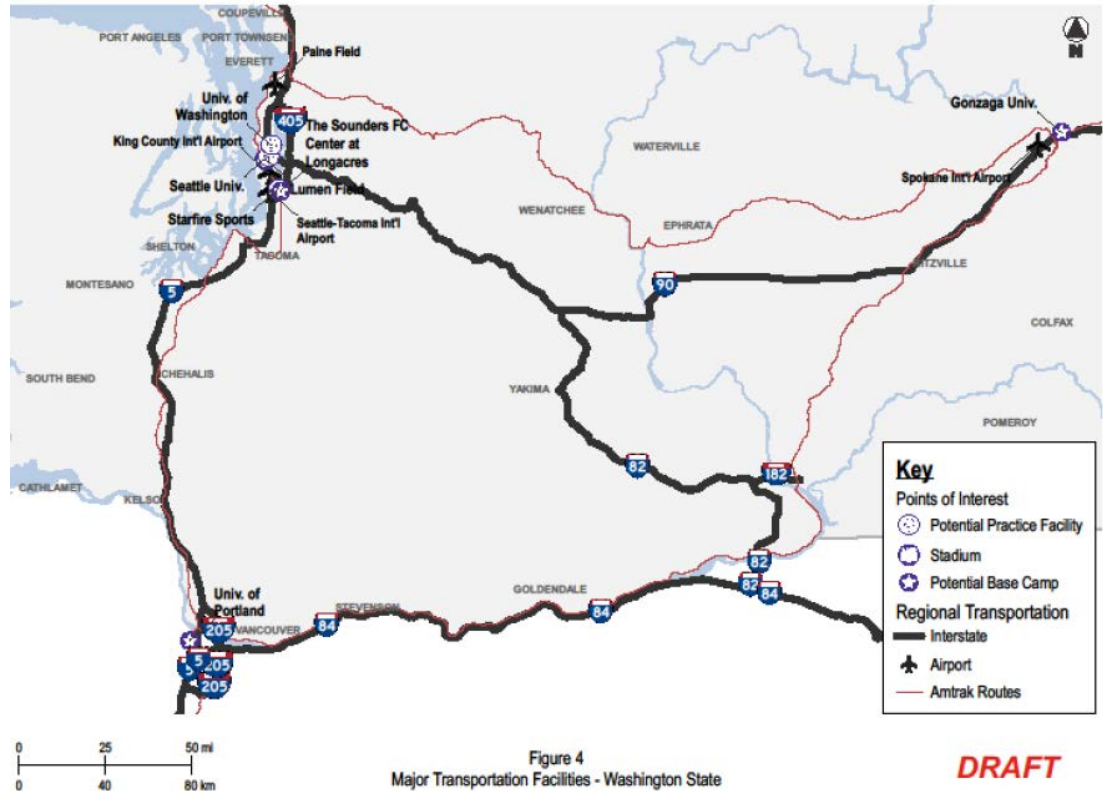 COUPEVILLE
PORT ANGELES
PORT TOWNSEND
EVERETT
Paine Field
N
Univ. of
Washington
405
The Sounders FC
Center at
Longacres
King County Int'l Airport
Seattle Univ.
Lumen Field
Starfire Sports
Seattle-Tacoma Int'l
Airport
Gonzaga Univ.
Spokane Int'l Airport
WATERVILLE
WENATCHEE
EPHRATA
SHELTON
TACOMA
MONTESANO
5
90
RITZVILLE
COLFAX
SOUTH BEND
CHEHALIS
YAKIMA
POMEROY
82
182
CATHLAMET
KELSO
82
82
84
GOLDENDALE
84
STEVENSON
84
Univ. of
Portland
205
VANCOUVER
5
205
5
205
Key
Points of Interest
Potential Practice Facility
Stadium
Potential Base Camp
Regional Transportation
Interstate
Airport
Amtrak Routes
0 25 50 mi
0 40 80 km
Figure 4
Major Transportation Facilities - Washington State
DRAFT